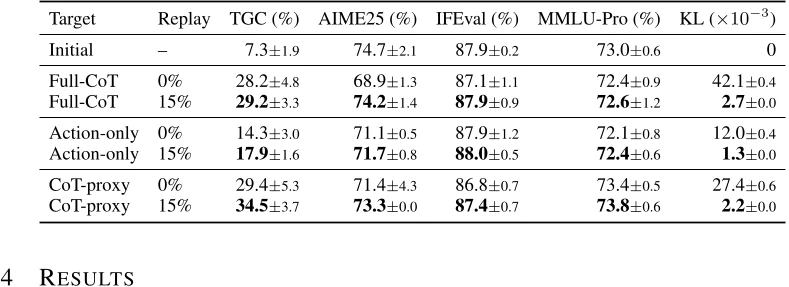 Target Replay TGC (%) AIME25 (%) IFEval (%) MMLU-Pro (%) KL (×10−3)
Initial – 7.3±1.9 74.7±2.1 87.9±0.2 73.0±0.6 0
Full-CoT 0% 28.2±4.8 68.9±1.3 87.1±1.1 72.4±0.9 42.1±0.4
Full-CoT 15% 29.2±3.3 74.2±1.4 87.9±0.9 72.6±1.2 2.7±0.0
Action-only 0% 14.3±3.0 71.1±0.5 87.9±1.2 72.1±0.8 12.0±0.4
Action-only 15% 17.9±1.6 71.7±0.8 88.0±0.5 72.4±0.6 1.3±0.0
CoT-proxy 0% 29.4±5.3 71.4±4.3 86.8±0.7 73.4±0.5 27.4±0.6
CoT-proxy 15% 34.5±3.7 73.3±0.0 87.4±0.7 73.8±0.6 2.2±0.0
4 RESULTS